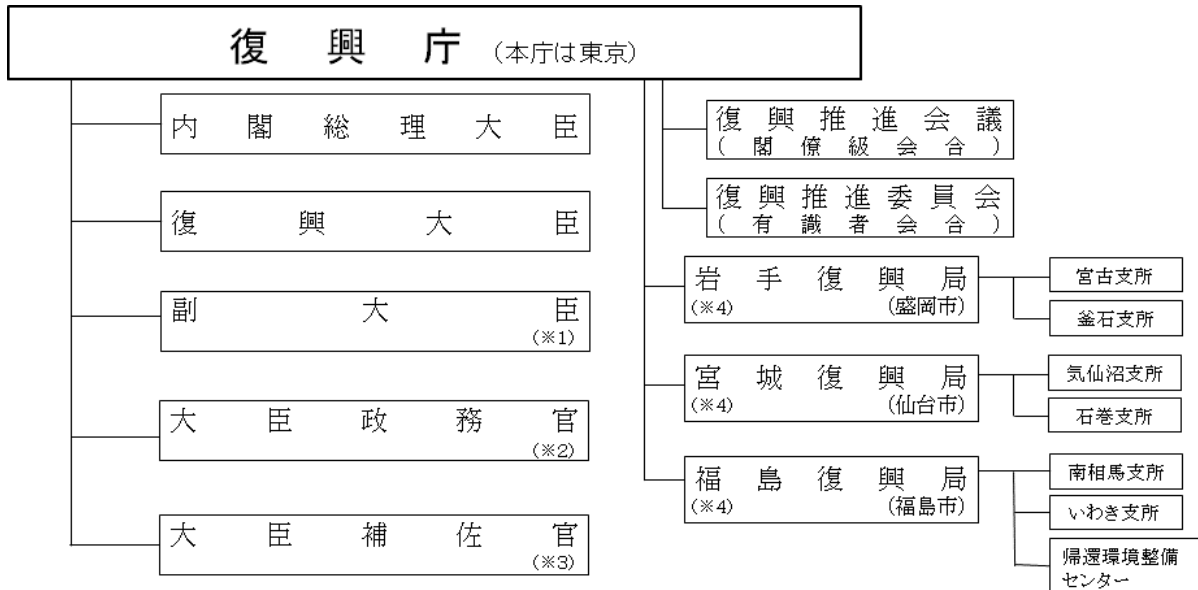 復興庁 (本庁は東京)
内閣総理大臣
復興大臣
副大臣
(※1)
大臣政務官
(※2)
大臣補佐官
(※3)
復興推進会議
(閣僚級会合)
復興推進委員会
(有識者会合)
岩手復興局
(※4) (盛岡市)
宮古支所
釜石支所
宮城復興局
(※4) (仙台市)
気仙沼支所
石巻支所
福島復興局
(※4) (福島市)
南相馬支所
いわき支所
帰還環境整備
センター